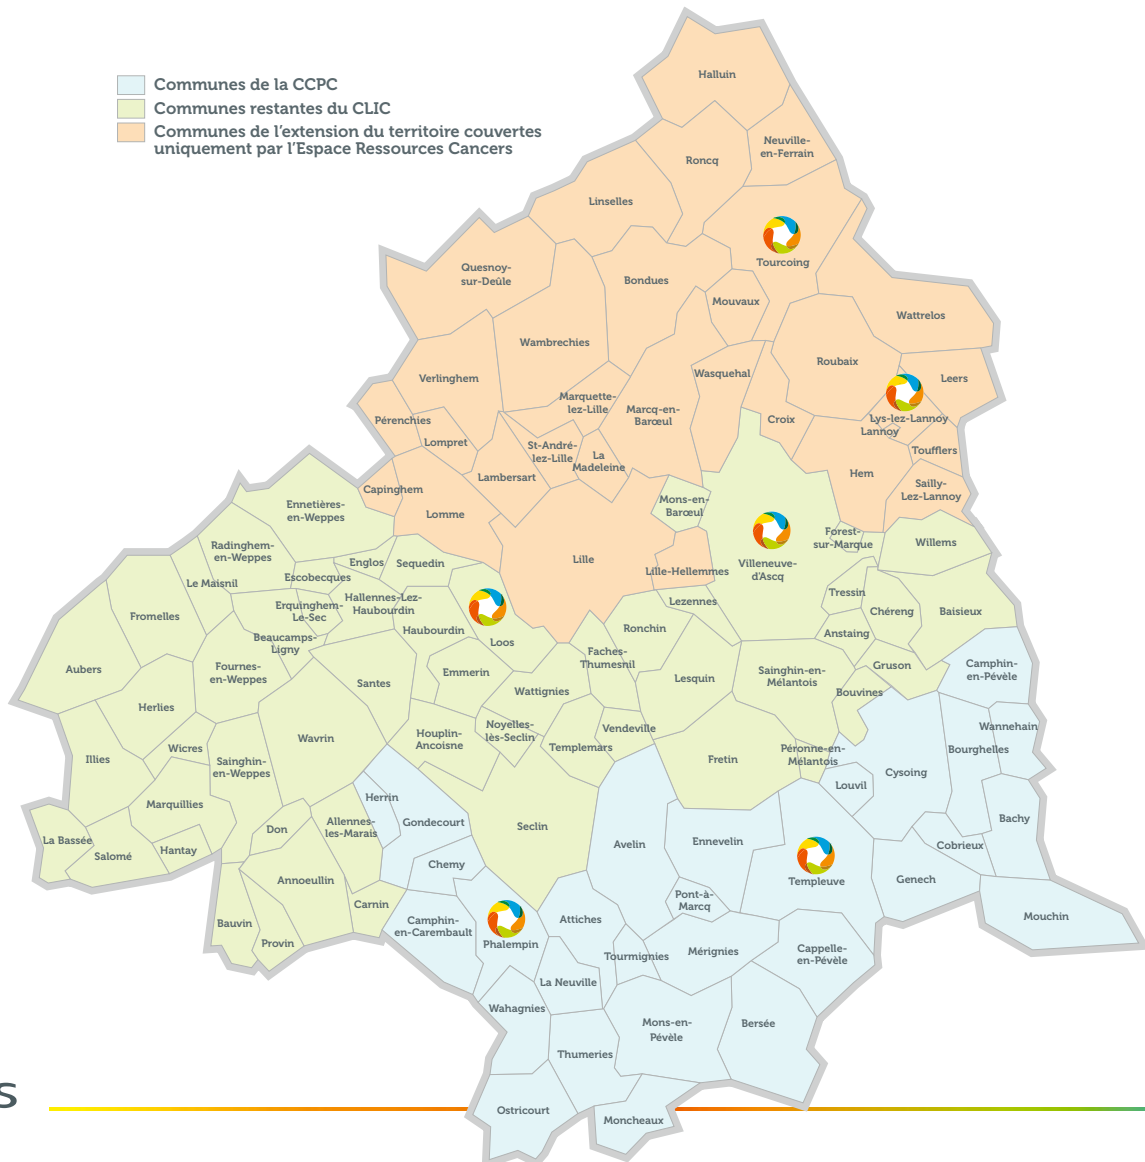 Communes de la CCPC
Communes restantes du CLIC
Communes de l'extension du territoire couvertes
uniquement par l'Espace Ressources Cancers
Halluin
Neuville-
en-Ferrain
Roncq
Linselles
Tourcoing
Quesnoy-
sur-Deûle
Bondues
Mouvaux
Wattrelos
Wambrechies
Roubaix
Wasquehal
Verlinghem
Leers
Marquette-
lez-Lille
Marcq-en-
Barœul
Pérenchies
Croix
Lys-lez-Lannoy
Lannoy
Lompret
St-André-
lez-Lille
La
Madeleine
Toufflers
Lambersart
Hem
Capinghem
Sailly-
Lez-Lannoy
Mons-en-
Barœul
Ennetières-
en-Weppes
Lomme
Forest-
sur-Marque
Willems
Radinghem-
en-Weppes
Englos
Sequedin
Lille
Lille-Hellemmes
Villeneuve-
d'Ascq
Le Maisnil
Escobecques
Tressin
Hallennes-Lez-
Haubourdin
Lezennes
Fromelles
Erquinghem-
Le-Sec
Chéreng
Baisieux
Haubourdin
Ronchin
Anstaing
Beaucamps-
Ligny
Loos
Faches-
Thumesnil
Aubers
Fournes-
en-Weppes
Emmerin
Gruson
Camphin-
en-Pévèle
Santes
Lesquin
Sainghin-en-
Mélantois
Wattignies
Bouvines
Herlies
Wannehain
Noyelles-
lès-Seclin
Vendeville
Houplin-
Ancoisne
Wavrin
Wicres
Templemars
Péronne-en-
Mélantois
Bourghelles
Illies
Sainghin-
en-Weppes
Fretin
Cysoing
Louvil
Herrin
Marquillies
Gondecourt
Bachy
Allennes-
les-Marais
Seclin
Don
La Bassée
Avelin
Ennevelin
Cobrieux
Hantay
Salomé
Chemy
Annoeullin
Templeuve
Genech
Pont-à-
Marcq
Carnin
Mouchin
Bauvin
Camphin-
en-Carembault
Attiches
Phalempin
Provin
Tourmignies
Mérignies
Cappelle-
en-Pévèle
La Neuville
Wahagnies
Mons-en-
Pévèle
Bersée
Thumeries
s
Ostricourt
Moncheaux